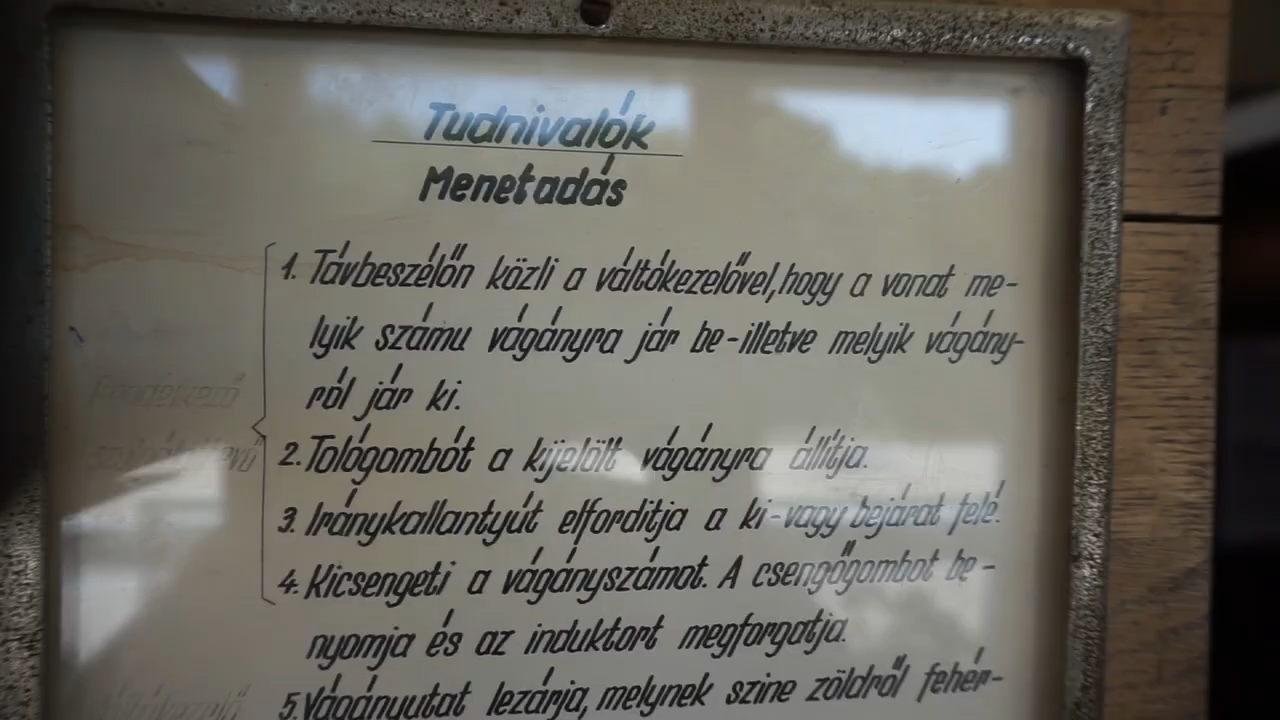 Tudnivalók
Menetadás
1. Távbeszélőn közli a váltókezelővel, hogy a vonat me-
lyik számu vágányra jár be-illetve melyik vágány-
ról jár ki.
2. Tológombót a kijelölt vágányra állítja.
3. Iránykallantyút elforditja a ki-vagy bejárat felé.
4. Kicsengeti a vágányszámot. A csengőgombot be-
nyomja és az induktort megforgatja.
5. Vágányutat lezárja, melynek szine zöldről fehér-